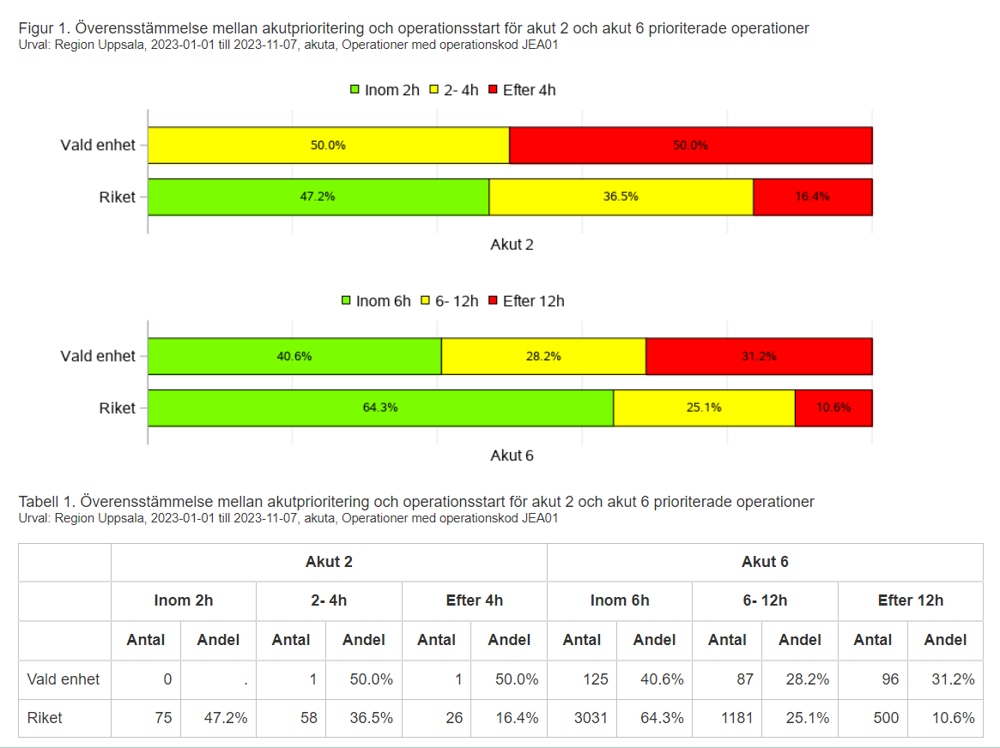 Figur 1. Överensstämmelse mellan akutprioritering och operationsstart för akut 2 och akut 6 prioriterade operationer
Urval: Region Uppsala, 2023-01-01 till 2023-11-07, akuta, Operationer med operationskod JEA01
Inom 2h 2- 4h Efter 4h
Vald enhet 50.0% 50.0%
Riket 47.2% 36.5% 16.4%
Akut 2
Inom 6h 6- 12h Efter 12h
Vald enhet 40.6% 28.2% 31.2%
Riket 64.3% 25.1% 10.6%
Akut 6
Tabell 1. Överensstämmelse mellan akutprioritering och operationsstart för akut 2 och akut 6 prioriterade operationer
Urval: Region Uppsala, 2023-01-01 till 2023-11-07, akuta, Operationer med operationskod JEA01
Akut 2 Akut 6
Inom 2h 2- 4h Efter 4h Inom 6h 6- 12h Efter 12h
Antal Andel Antal Andel Antal Andel Antal Andel Antal Andel Antal Andel
Vald enhet 0 . 1 50.0% 1 50.0% 125 40.6% 87 28.2% 96 31.2%
Riket 75 47.2% 58 36.5% 26 16.4% 3031 64.3% 1181 25.1% 500 10.6%